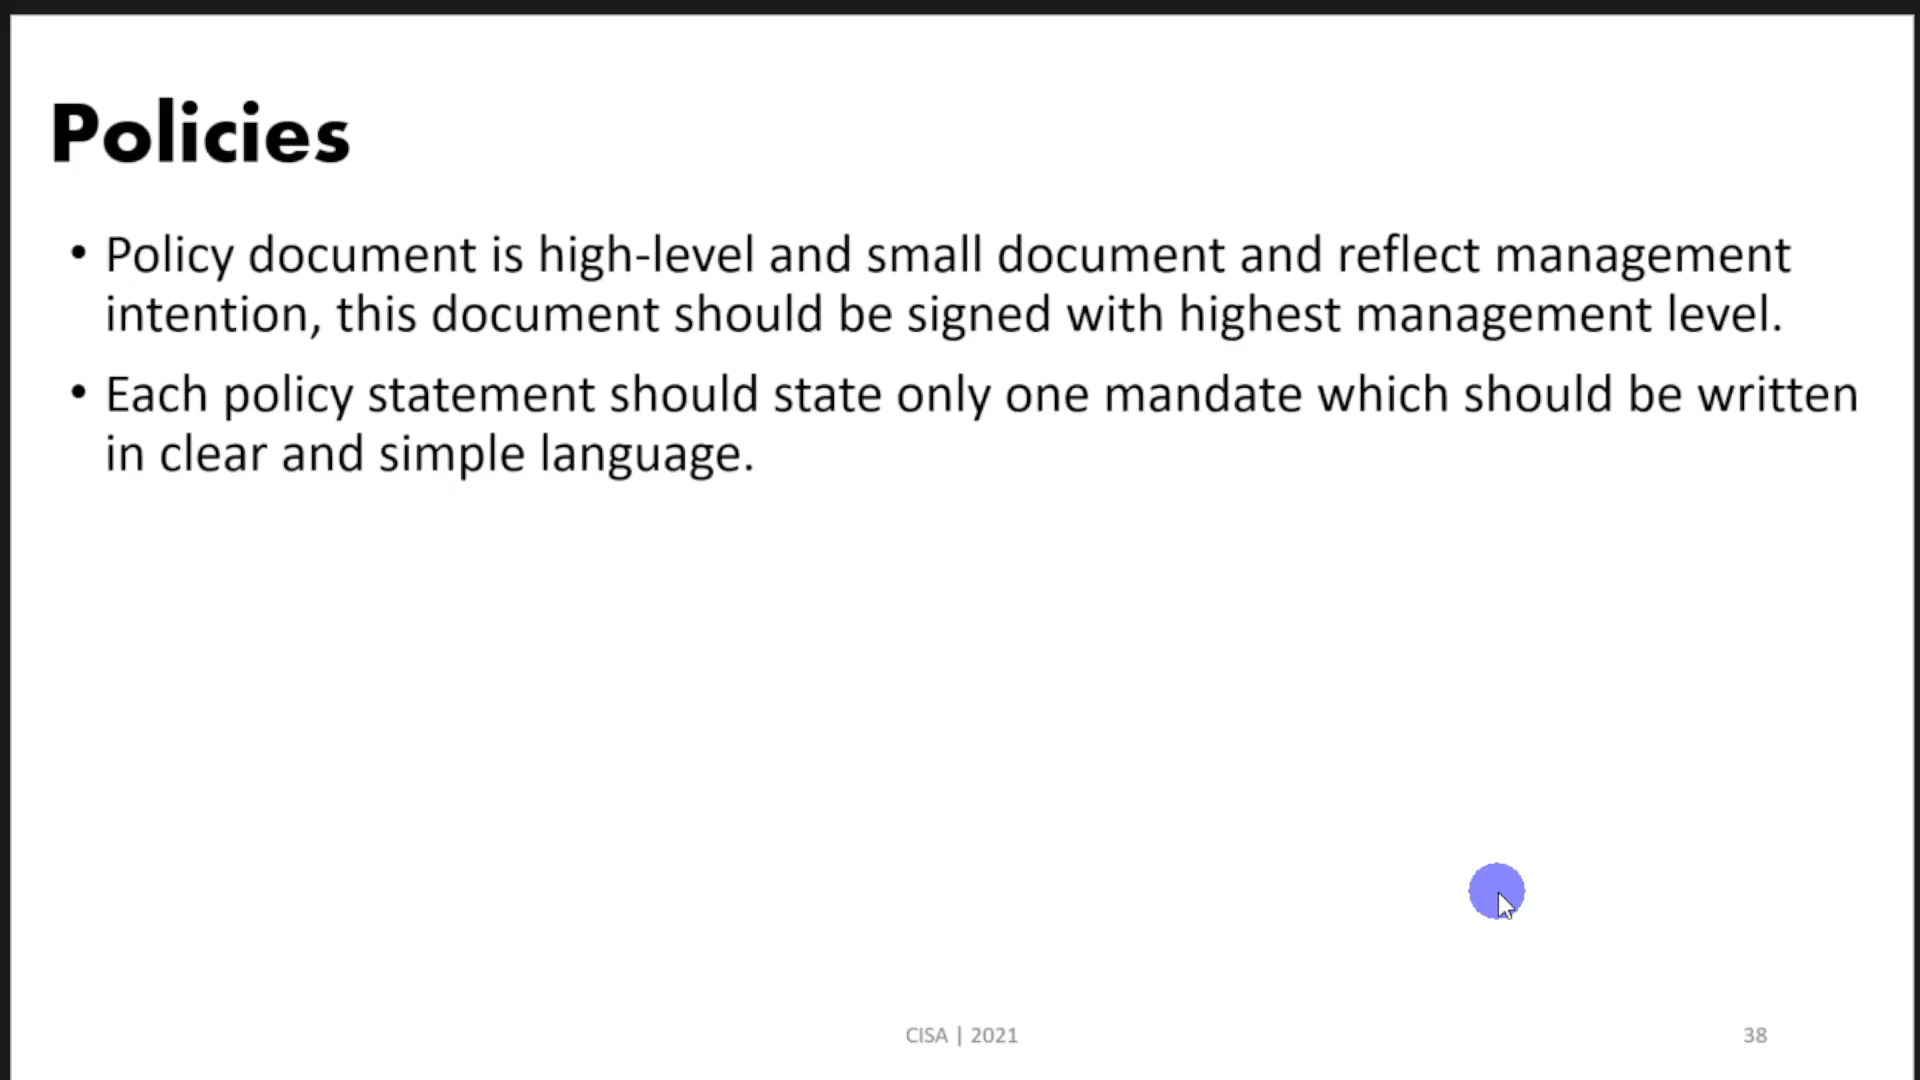 Policies
• Policy document is high-level and small document and reflect management
intention, this document should be signed with highest management level.
• Each policy statement should state only one mandate which should be written
in clear and simple language.
CISA | 2021
38